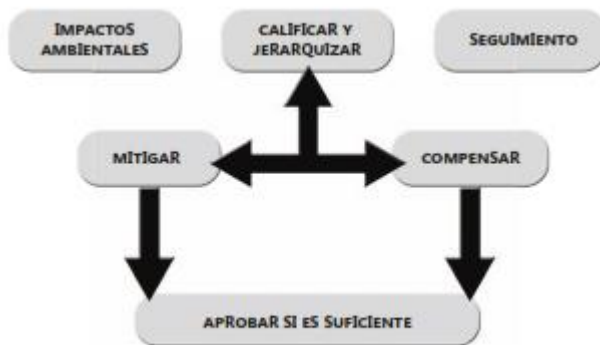 IMPACTOS
AMBIENTALES
CALIFICAR Y
JERARQUIZAR
SEGUIMIENTO
MITIGAR
COMPENSAR
APROBAR SI ES SUFICIENTE